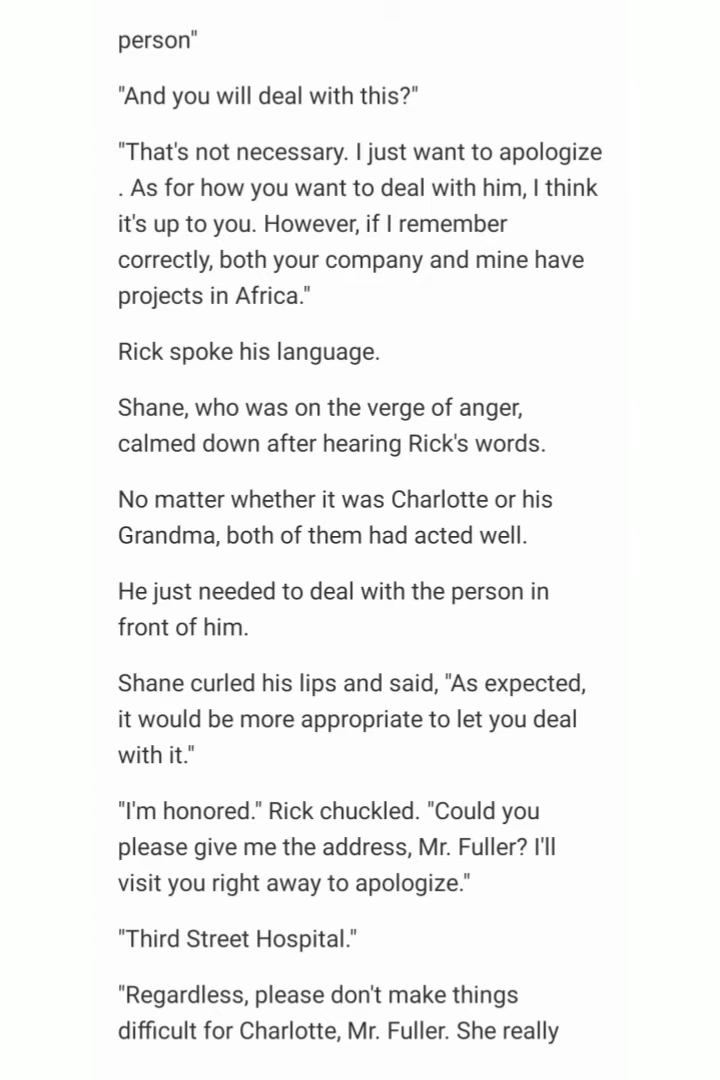 person"
"And you will deal with this?"
"That's not necessary. I just want to apologize
. As for how you want to deal with him, I think
it's up to you. However, if I remember
correctly, both your company and mine have
projects in Africa."
Rick spoke his language.
Shane, who was on the verge of anger,
calmed down after hearing Rick's words.
No matter whether it was Charlotte or his
Grandma, both of them had acted well.
He just needed to deal with the person in
front of him.
Shane curled his lips and said, "As expected,
it would be more appropriate to let you deal
with it."
"I'm honored." Rick chuckled. "Could you
please give me the address, Mr. Fuller? I'll
visit you right away to apologize."
"Third Street Hospital."
"Regardless, please don't make things
difficult for Charlotte, Mr. Fuller. She really